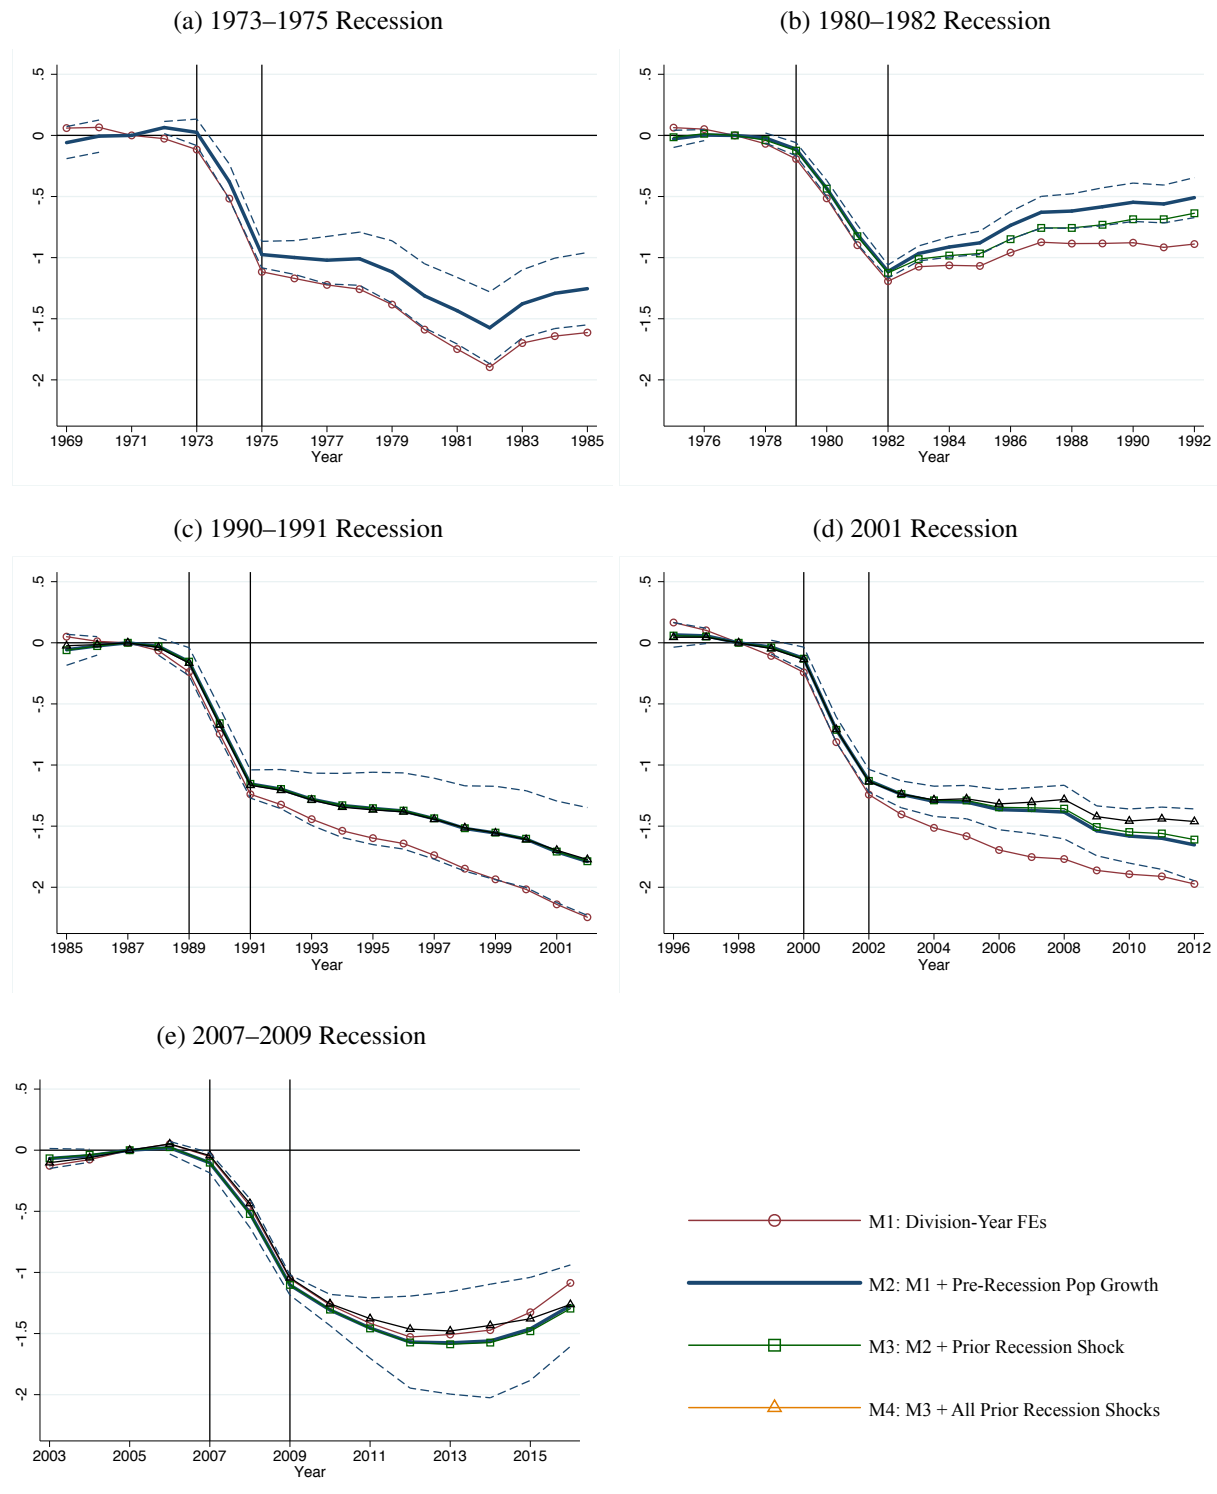 (a) 1973–1975 Recession
.5
0
-.5
-1
-1.5
-2
1969 1971 1973 1975 1977 1979 1981 1983 1985
Year
(b) 1980–1982 Recession
.5
0
-.5
-1
-1.5
-2
1976 1978 1980 1982 1984 1986 1988 1990 1992
Year
(c) 1990–1991 Recession
.5
0
-.5
-1
-1.5
-2
1985 1987 1989 1991 1993 1995 1997 1999 2001
Year
(d) 2001 Recession
.5
0
-.5
-1
-1.5
-2
1996 1998 2000 2002 2004 2006 2008 2010 2012
Year
(e) 2007–2009 Recession
.5
0
-.5
-1
-1.5
-2
2003 2005 2007 2009 2011 2013 2015
Year
M1: Division-Year FEs
M2: M1 + Pre-Recession Pop Growth
M3: M2 + Prior Recession Shock
M4: M3 + All Prior Recession Shocks